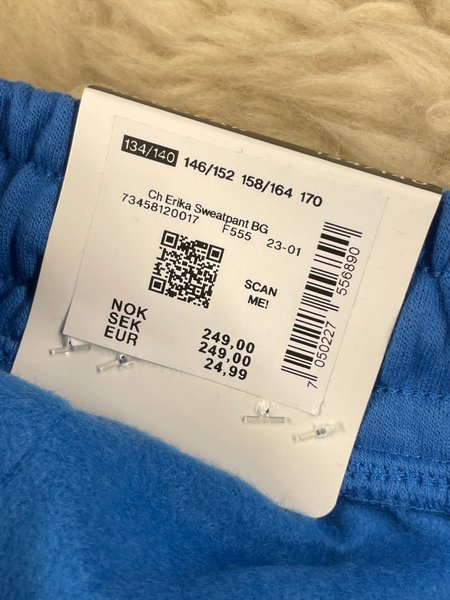 134/140 146/152 158/164 170
Ch Erika Sweatpant BG
73458120017 F555 23-01
SCAN
ME!
NOK 249,00
SEK 249,00
EUR 24,99
7 050227 556890